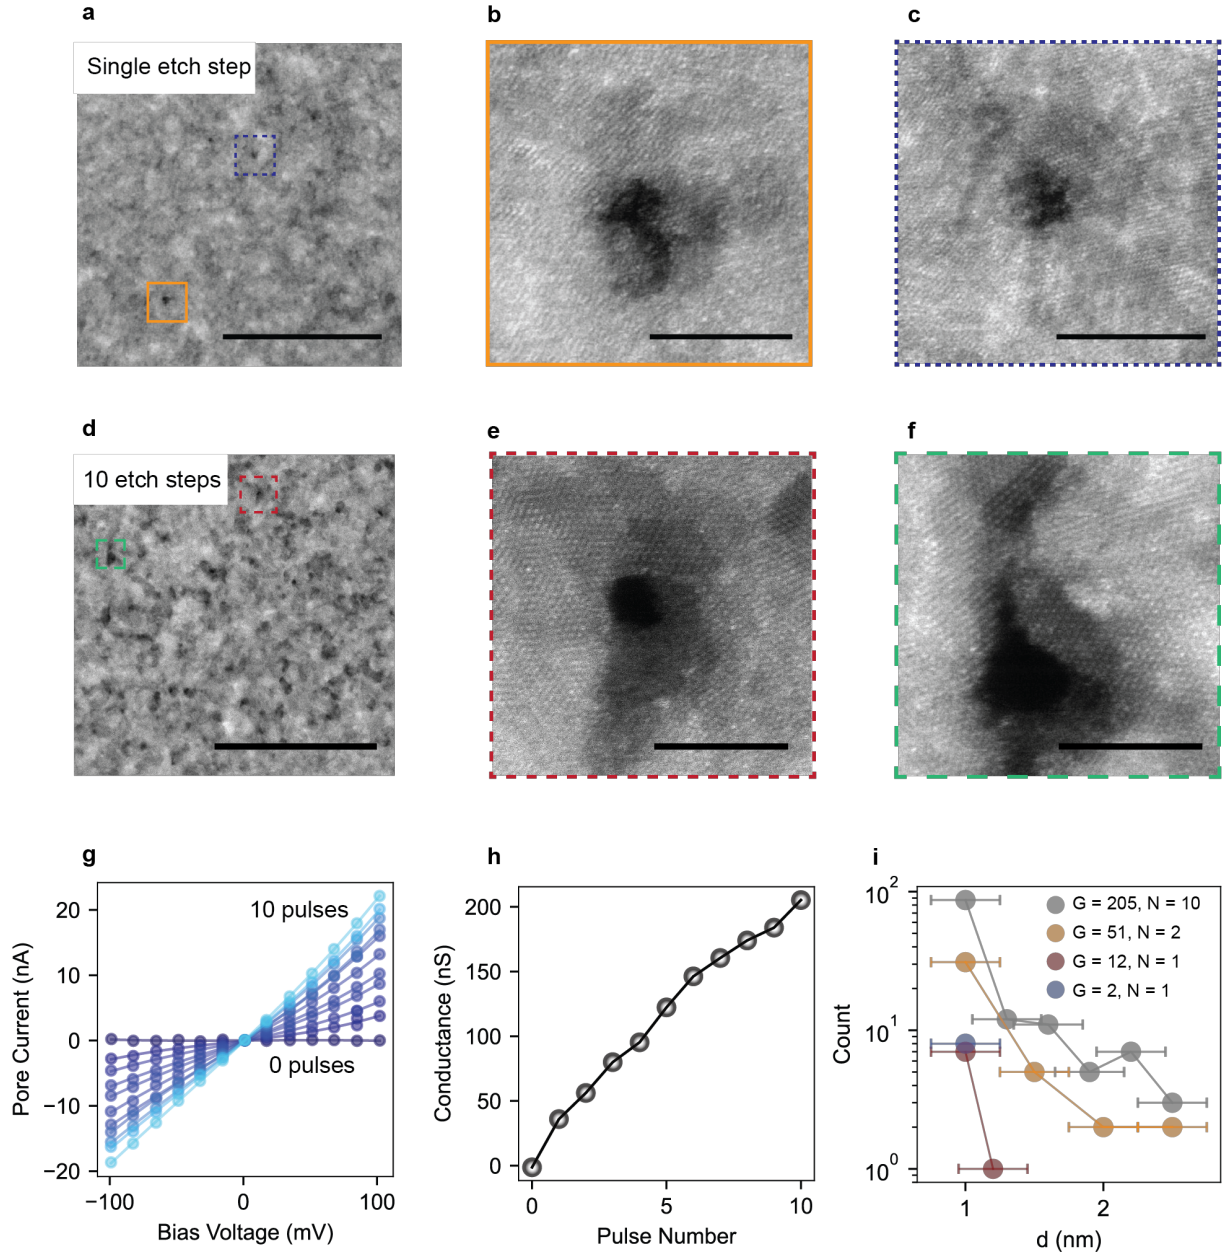 a
b
c
Single etch step
d
e
f
10 etch steps
g
h
i
20
10
0
−10
−20
Pore Current (nA)
10 pulses
0 pulses
−100
0
100
Bias Voltage (mV)
200
150
100
50
0
Conductance (nS)
0
5
10
Pulse Number
10²
10¹
10⁰
Count
G = 205, N = 10
G = 51, N = 2
G = 12, N = 1
G = 2, N = 1
1
2
d (nm)